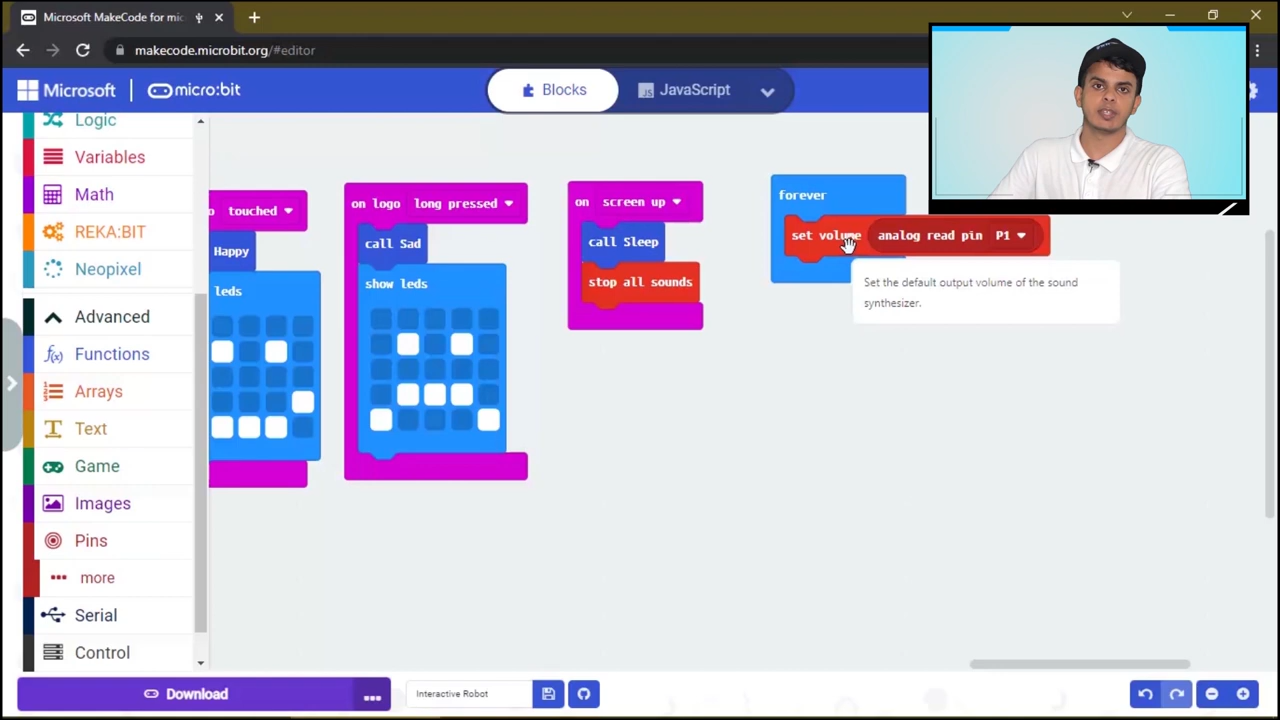 Microsoft MakeCode for mic
makecode.microbit.org/#editor
Microsoft
micro:bit
Blocks
JS
JavaScript
Logic
Variables
Math
REKA:BIT
Neopixel
Advanced
f(x) Functions
Arrays
Text
Game
Images
Pins
more
Serial
Control
o touched
Happy
leds
on logo long pressed
call Sad
show leds
on screen up
call Sleep
stop all sounds
forever
set volume analog read pin P1
Set the default output volume of the sound
synthesizer.
Download
Interactive Robot